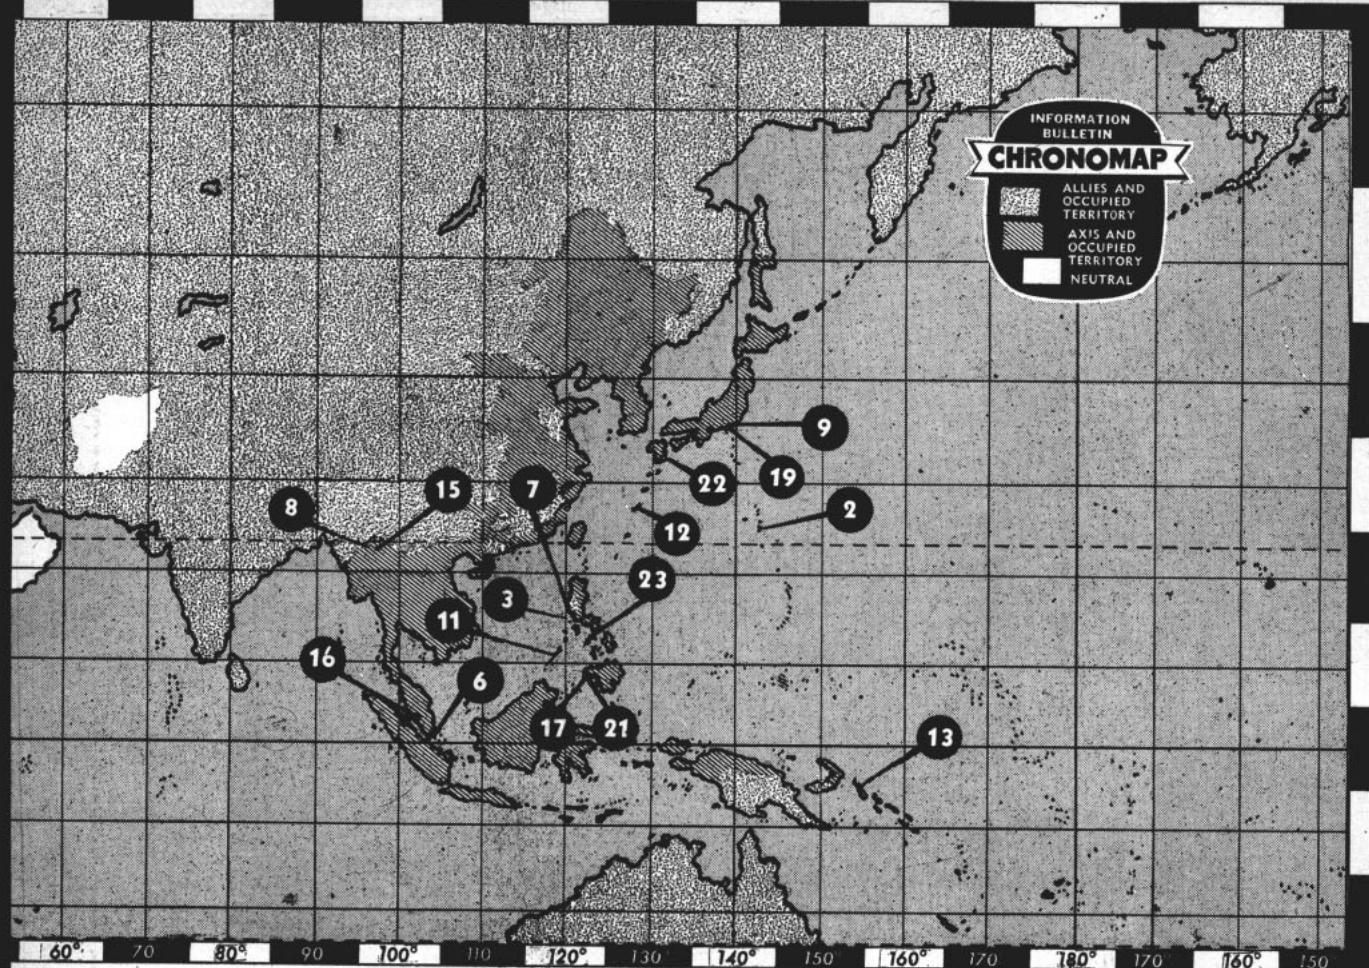 INFORMATION
BULLETIN
CHRONOMAP
ALLIES AND
OCCUPIED
TERRITORY
AXIS AND
OCCUPIED
TERRITORY
NEUTRAL
9
15
7
22
19
8
2
12
23
3
11
16
6
17
21
13
60° 70 80° 90 100° 110 120° 130 140° 150 160° 170 180° 170 160° 150